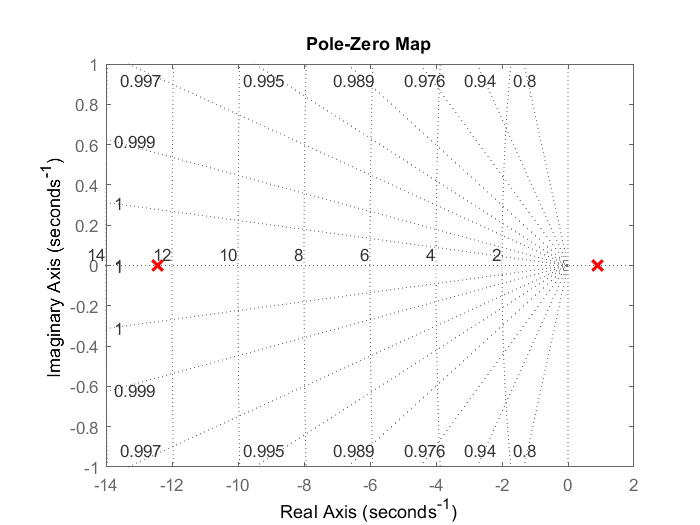 Pole-Zero Map
1
0.997 0.995 0.989 0.976 0.94 0.8
0.8
0.6
0.999
0.4
1
0.2
14 12 10 8 6 4 2
0
1
-0.2
1
-0.4
-0.6
0.999
-0.8
0.997 0.995 0.989 0.976 0.94 0.8
-1
-14 -12 -10 -8 -6 -4 -2 0 2
Imaginary Axis (seconds⁻¹)
Real Axis (seconds⁻¹)